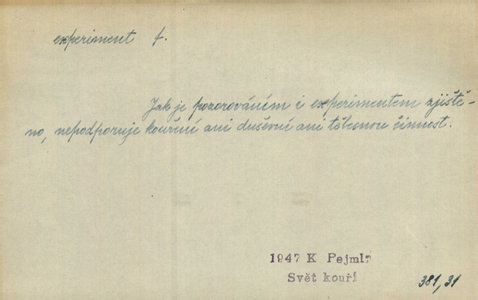 experiment f.
Jak je pozorováním i experimentem zjiště-
no, nepodporuje kouření ani duševní ani tělesnou činnost.
1947 K Pejml
Svět kouří
381,31